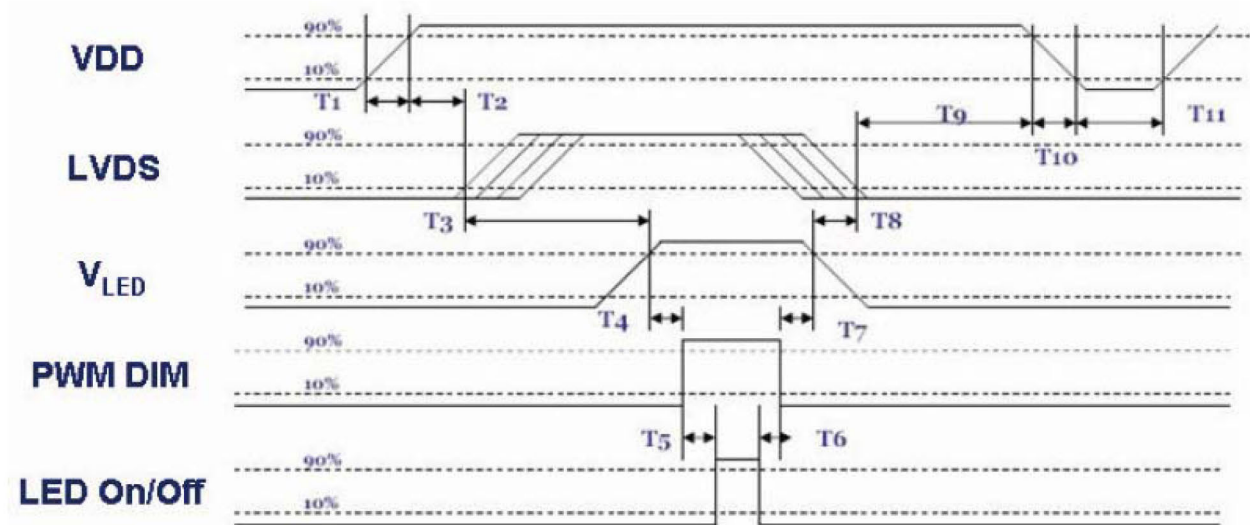 90%
VDD
10%
T1 T2 T9 T11
90%
T10
LVDS
10%
T3 T8
90%
V_LED
10%
T4 T7
90%
PWM DIM
10%
T5 T6
90%
LED On/Off
10%